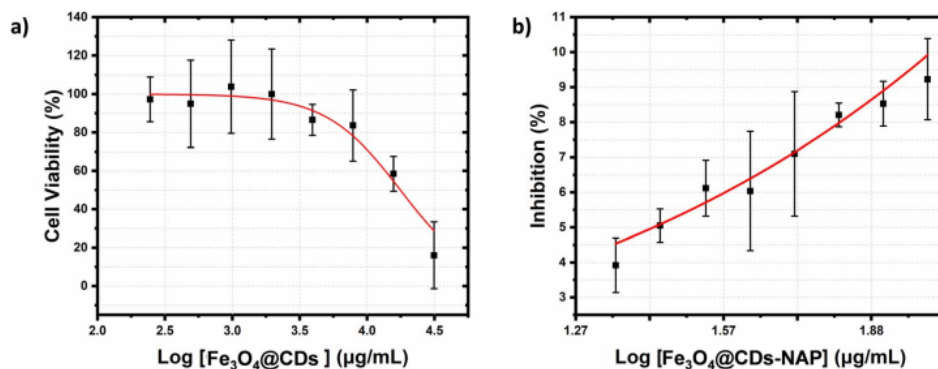 a)
140
120
100
80
60
40
20
0
Cell Viability (%)
2.0 2.5 3.0 3.5 4.0 4.5
Log [Fe₃O₄@CDs ] (µg/mL)
b)
11
10
9
8
7
6
5
4
3
Inhibition (%)
1.27 1.57 1.88
Log [Fe₃O₄@CDs-NAP] (µg/mL)